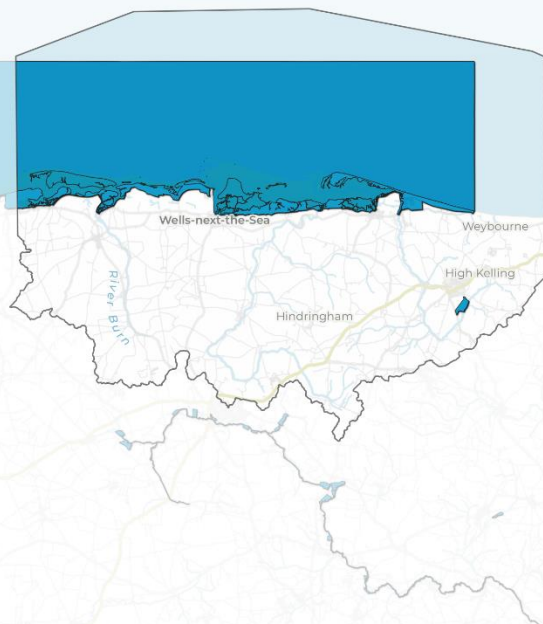 Wells-next-the-Sea
Weybourne
High Kelling
River Burn
Hindringham